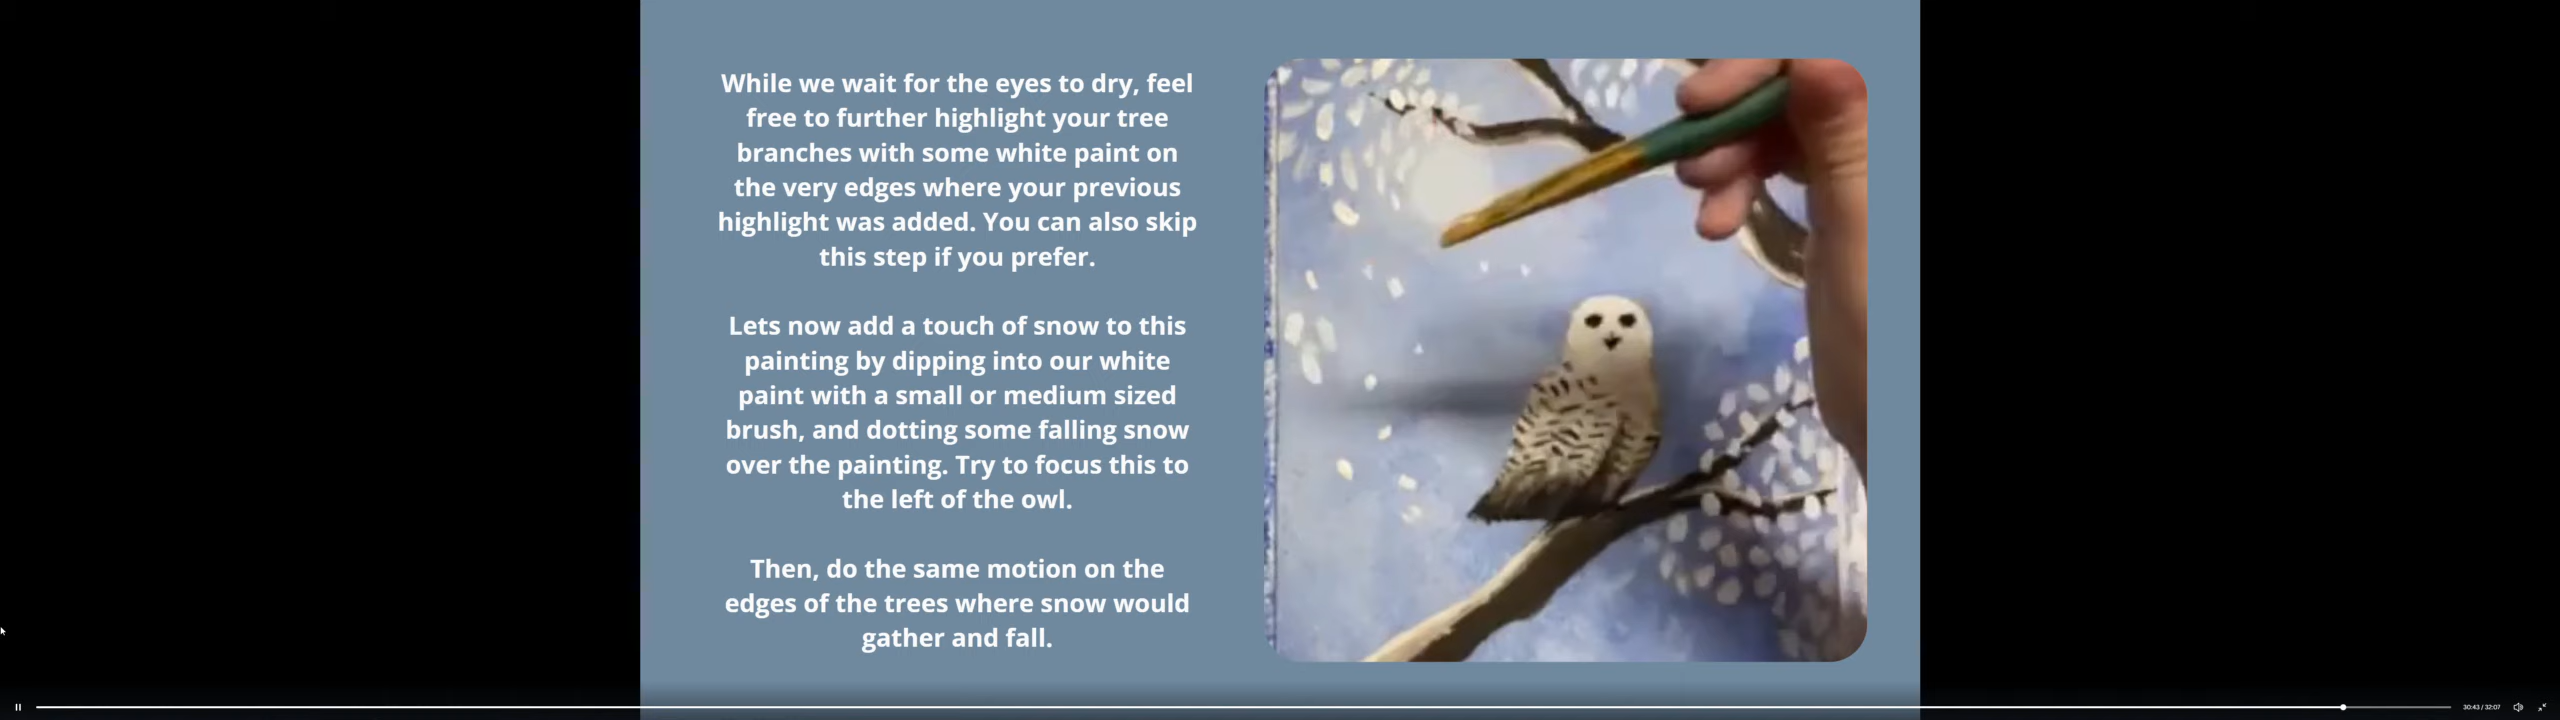 While we wait for the eyes to dry, feel
free to further highlight your tree
branches with some white paint on
the very edges where your previous
highlight was added. You can also skip
this step if you prefer.
Lets now add a touch of snow to this
painting by dipping into our white
paint with a small or medium sized
brush, and dotting some falling snow
over the painting. Try to focus this to
the left of the owl.
Then, do the same motion on the
edges of the trees where snow would
gather and fall.
30:43 / 32:07